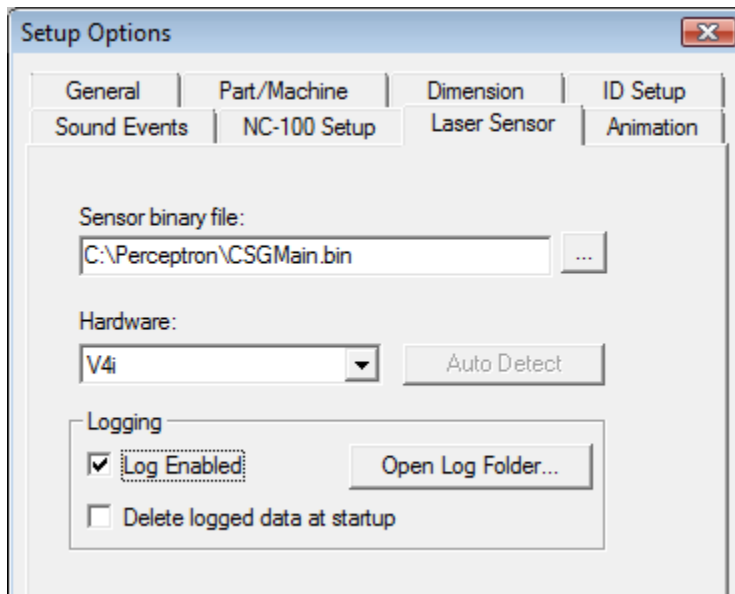 Setup Options
General Part/Machine Dimension ID Setup
Sound Events NC-100 Setup Laser Sensor Animation
Sensor binary file:
C:\Perceptron\CSGMain.bin ...
Hardware:
V4i Auto Detect
Logging
Log Enabled Open Log Folder...
Delete logged data at startup